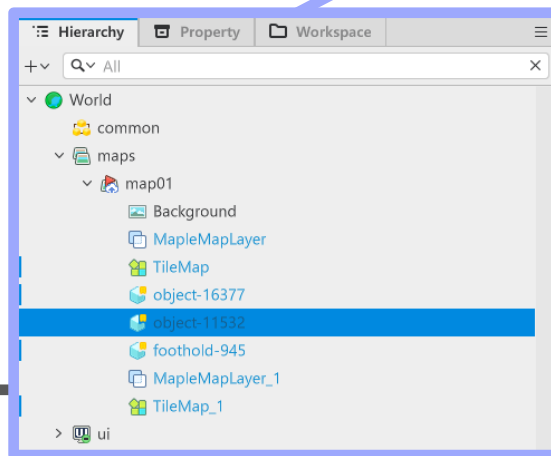 Hierarchy Property Workspace
All
World
common
maps
map01
Background
MapleMapLayer
TileMap
object-16377
object-11532
foothold-945
MapleMapLayer_1
TileMap_1
ui